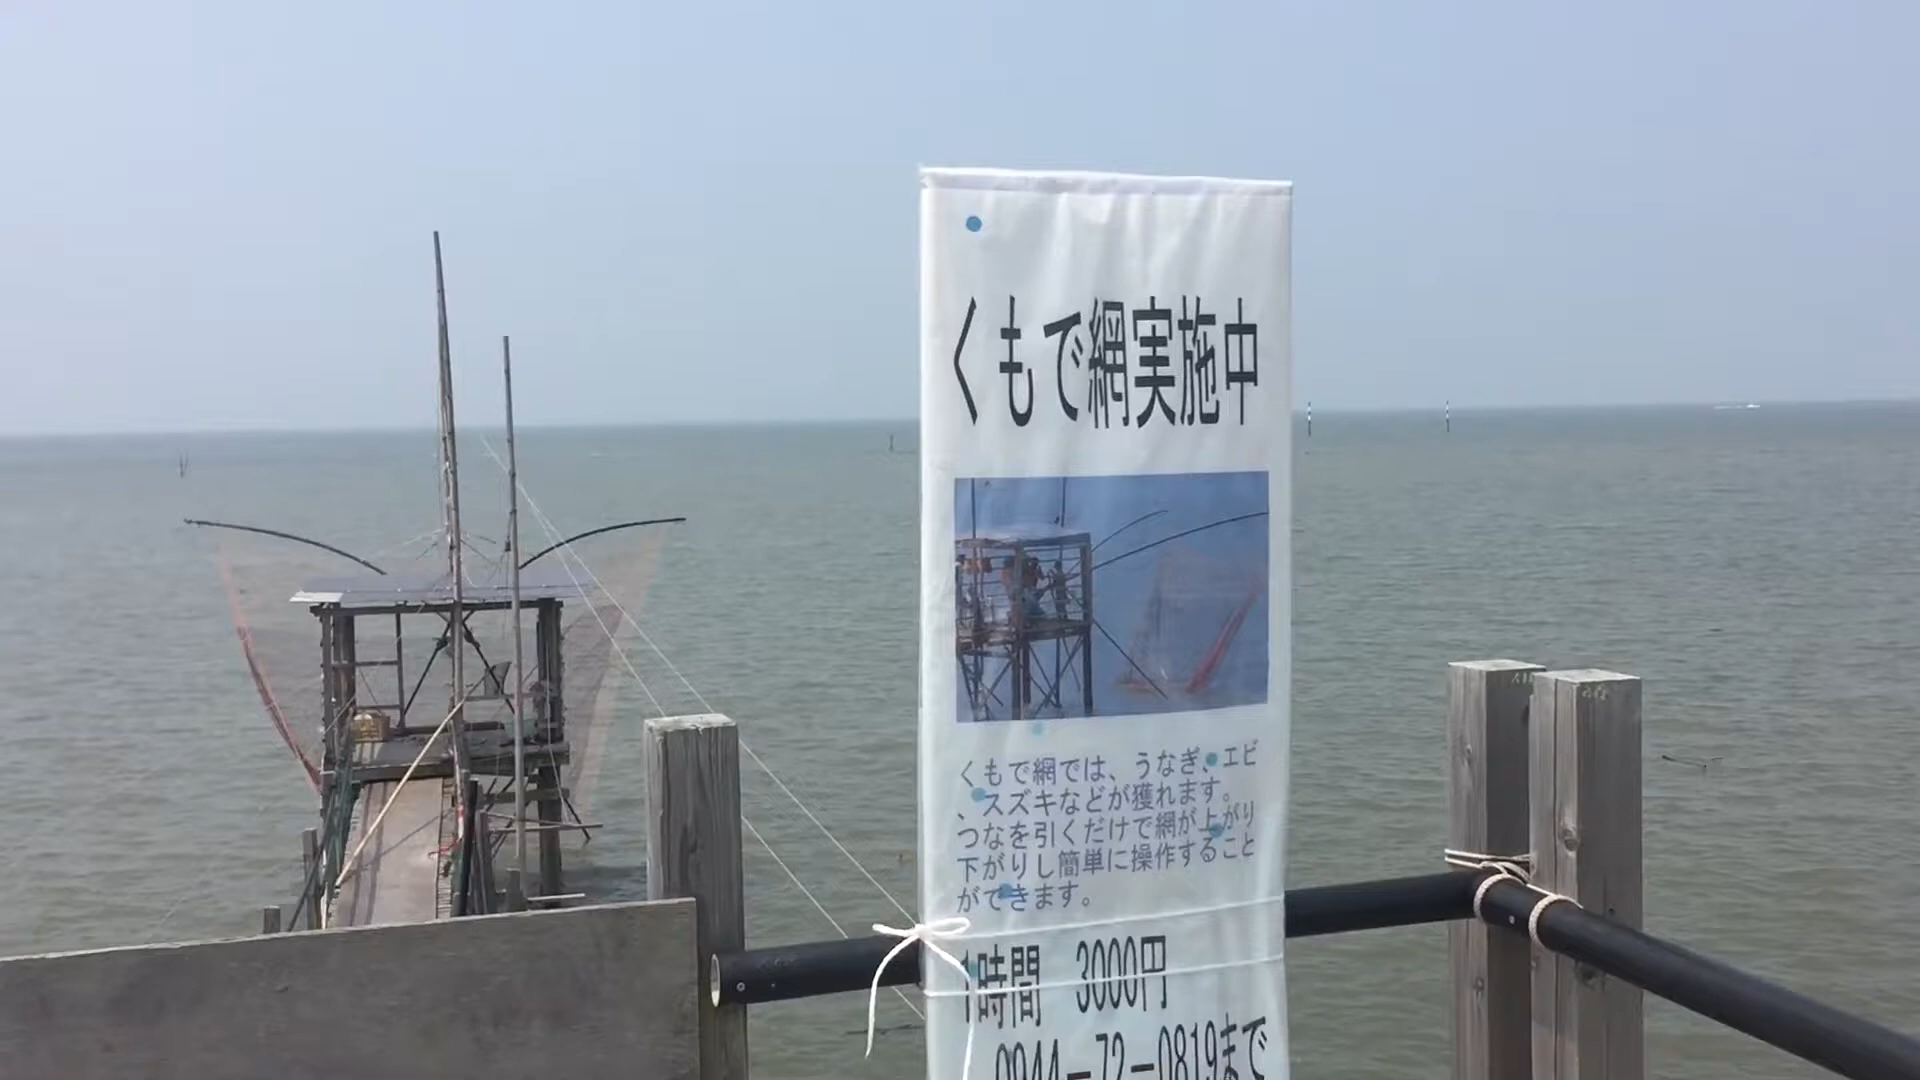 くもで網実施中
くもで網では、うなぎ、エビ
、スズキなどが獲れます。
つなを引くだけで網が上がり
下がりし簡単に操作すること
ができます。
1時間　3000円
0944－72－0819まで